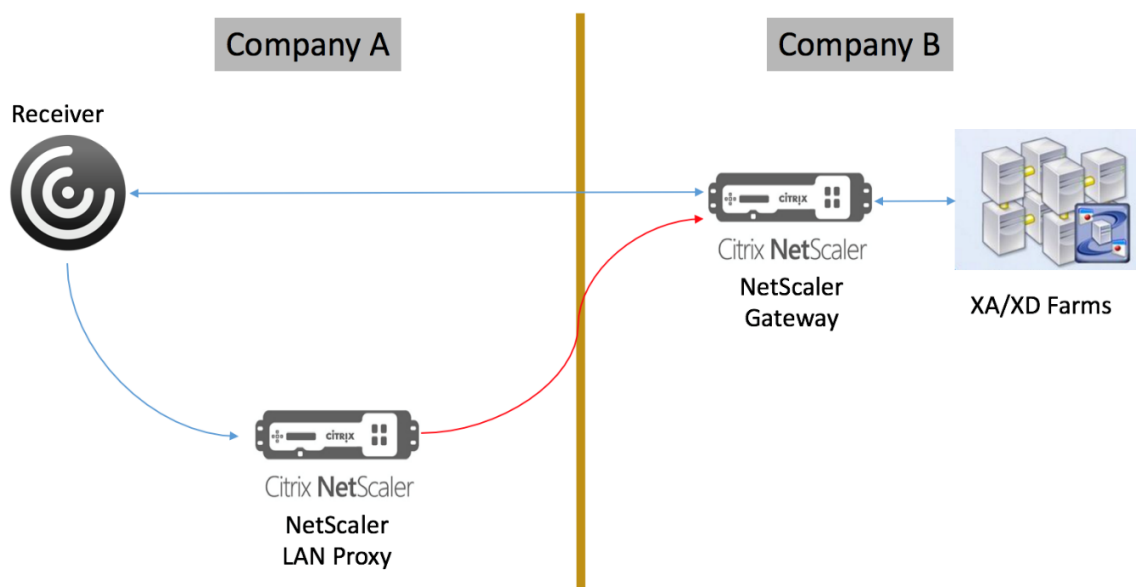 Company A
Company B
Receiver
CITRIX
Citrix NetScaler
NetScaler
Gateway
XA/XD Farms
CITRIX
Citrix NetScaler
NetScaler
LAN Proxy